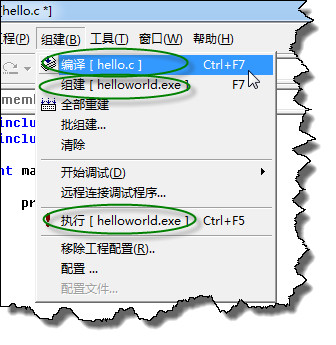 [hello.c *]
程(P) 组建(B) 工具(T) 窗口(W) 帮助(H)
编译 [ hello.c ] Ctrl+F7
组建 [ helloworld.exe ] F7
全部重建
批组建...
清除
开始调试(D)
远程连接调试程序...
执行 [ helloworld.exe ] Ctrl+F5
移除工程配置(R)..
配置 ...
配置文件...
memb
inclu
inclu
nt ma
pr